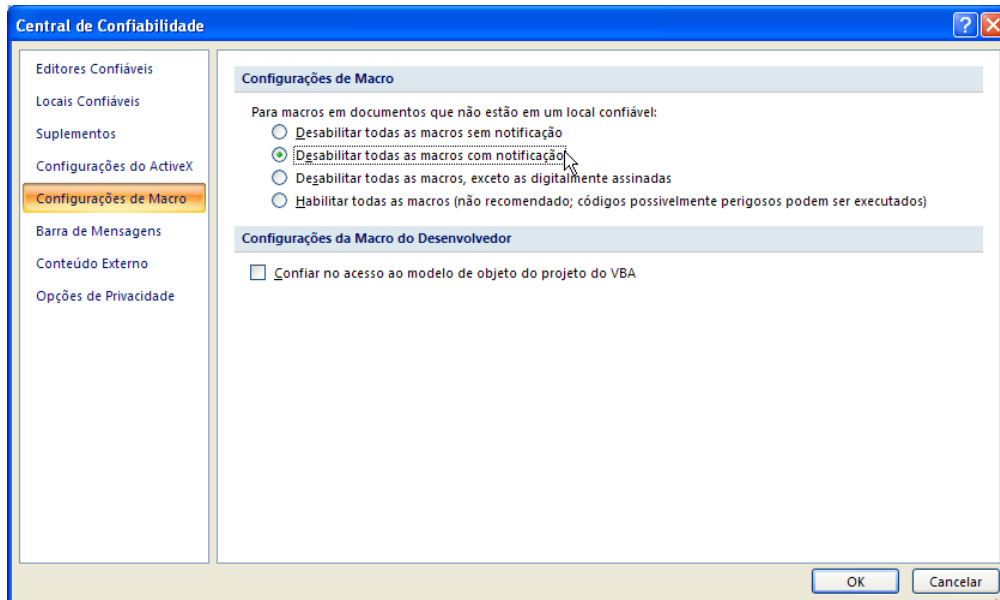 Central de Confiabilidade
Editores Confiáveis
Locais Confiáveis
Suplementos
Configurações do ActiveX
Configurações de Macro
Barra de Mensagens
Conteúdo Externo
Opções de Privacidade
Configurações de Macro
Para macros em documentos que não estão em um local confiável:
Desabilitar todas as macros sem notificação
Desabilitar todas as macros com notificação
Desabilitar todas as macros, exceto as digitalmente assinadas
Habilitar todas as macros (não recomendado; códigos possivelmente perigosos podem ser executados)
Configurações da Macro do Desenvolvedor
Confiar no acesso ao modelo de objeto do projeto do VBA
OK
Cancelar